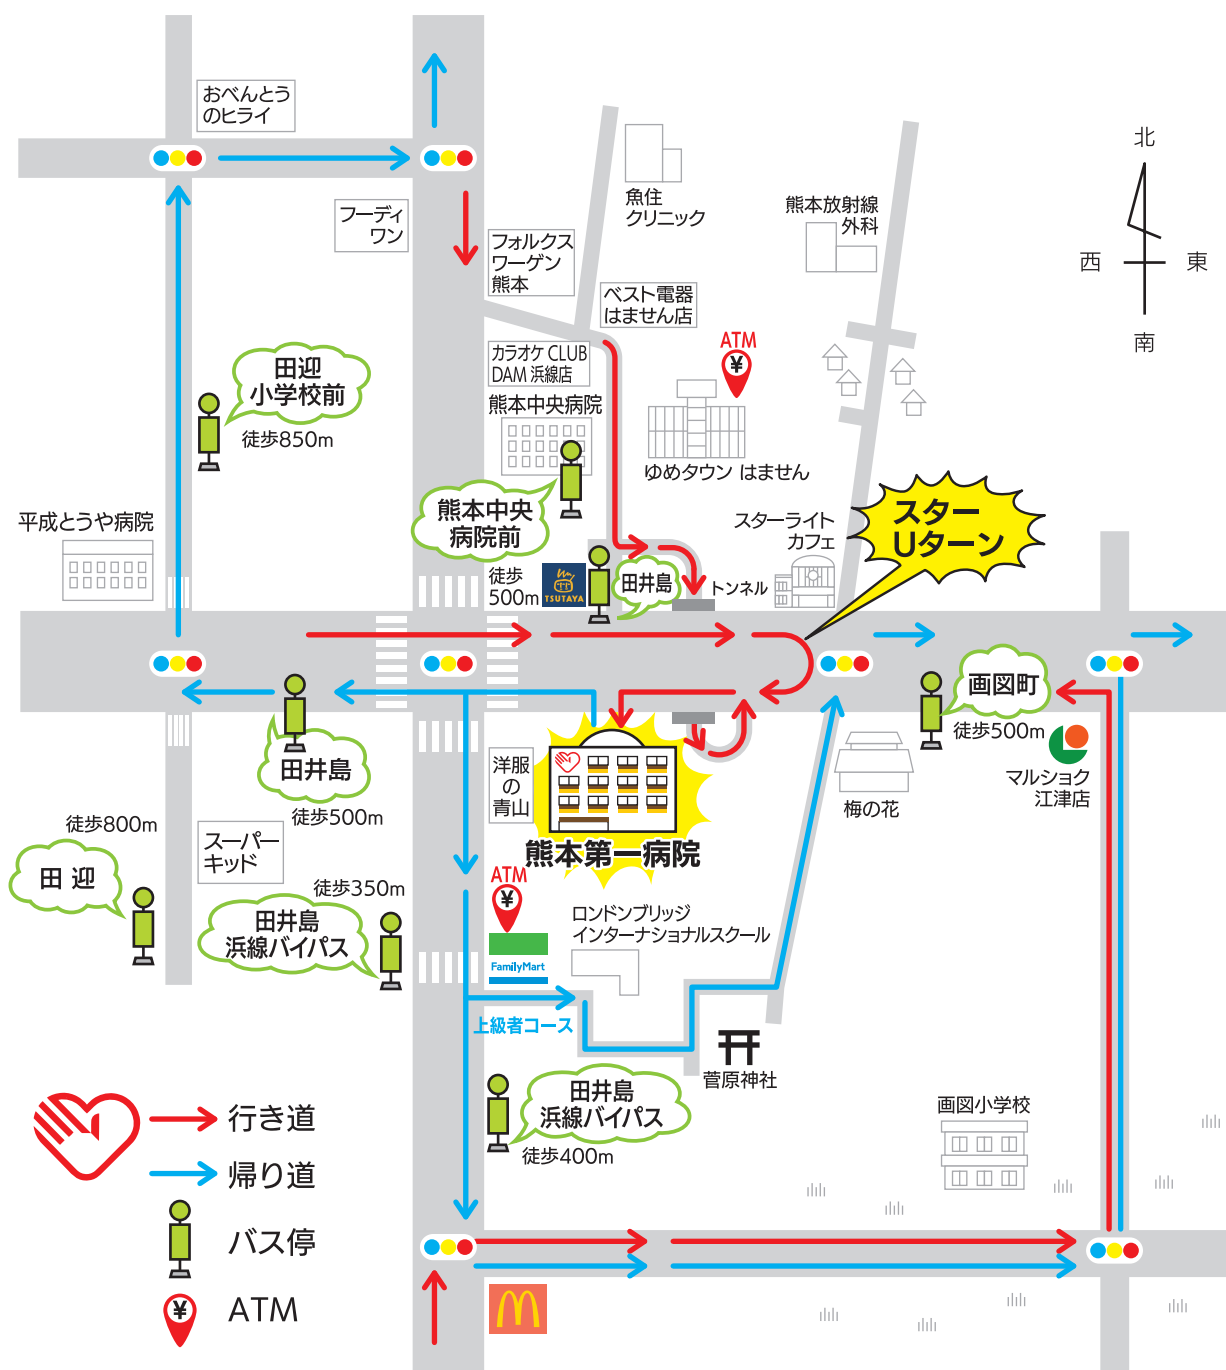 おべんとう
のヒライ
フーディ
ワン
フォルクス
ワーゲン
熊本
魚住
クリニック
熊本放射線
外科
北
西
東
南
ベスト電器
はません店
ATM
¥
カラオケ CLUB
DAM 浜線店
熊本中央病院
ゆめタウン はません
田迎
小学校前
徒歩850m
熊本中央
病院前
平成とうや病院
徒歩
500m
TSUTAYA
田井島
トンネル
スターライト
カフェ
スター
Uターン
画図町
徒歩500m
マルショク
江津店
梅の花
田井島
徒歩500m
洋服
の
青山
熊本第一病院
徒歩800m
田迎
スーパー
キッド
徒歩350m
田井島
浜線バイパス
ATM
¥
FamilyMart
ロンドンブリッジ
インターナショナルスクール
上級者コース
菅原神社
田井島
浜線バイパス
徒歩400m
画図小学校
行き道
帰り道
バス停
¥
ATM